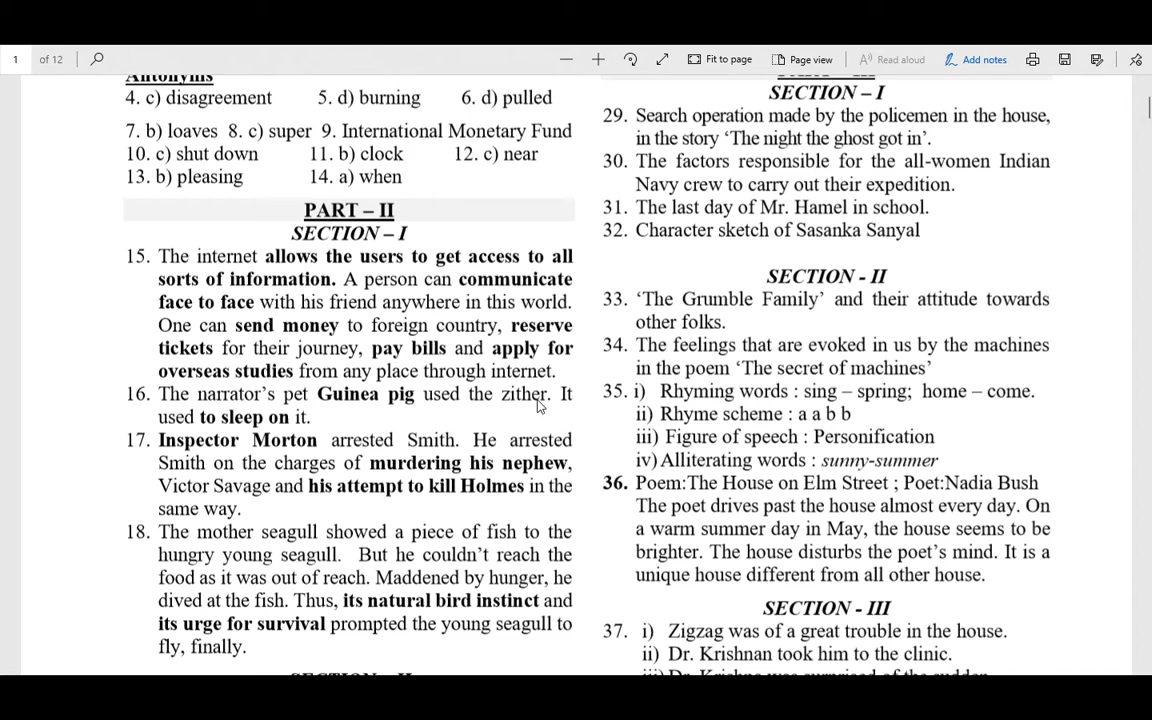 1 of 12 Fit to page Page view Read aloud Add notes
Antonyms
4. c) disagreement 5. d) burning 6. d) pulled
7. b) loaves 8. c) super 9. International Monetary Fund
10. c) shut down 11. b) clock 12. c) near
13. b) pleasing 14. a) when
PART – II
SECTION – I
15. The internet allows the users to get access to all
sorts of information. A person can communicate
face to face with his friend anywhere in this world.
One can send money to foreign country, reserve
tickets for their journey, pay bills and apply for
overseas studies from any place through internet.
16. The narrator's pet Guinea pig used the zither. It
used to sleep on it.
17. Inspector Morton arrested Smith. He arrested
Smith on the charges of murdering his nephew,
Victor Savage and his attempt to kill Holmes in the
same way.
18. The mother seagull showed a piece of fish to the
hungry young seagull. But he couldn't reach the
food as it was out of reach. Maddened by hunger, he
dived at the fish. Thus, its natural bird instinct and
its urge for survival prompted the young seagull to
fly, finally.
SECTION – I
29. Search operation made by the policemen in the house,
in the story ‘The night the ghost got in’.
30. The factors responsible for the all-women Indian
Navy crew to carry out their expedition.
31. The last day of Mr. Hamel in school.
32. Character sketch of Sasanka Sanyal
SECTION - II
33. ‘The Grumble Family’ and their attitude towards
other folks.
34. The feelings that are evoked in us by the machines
in the poem ‘The secret of machines’
35. i) Rhyming words : sing – spring; home – come.
ii) Rhyme scheme : a a b b
iii) Figure of speech : Personification
iv) Alliterating words : sunny-summer
36. Poem:The House on Elm Street ; Poet:Nadia Bush
The poet drives past the house almost every day. On
a warm summer day in May, the house seems to be
brighter. The house disturbs the poet's mind. It is a
unique house different from all other house.
SECTION - III
37. i) Zigzag was of a great trouble in the house.
ii) Dr. Krishnan took him to the clinic.